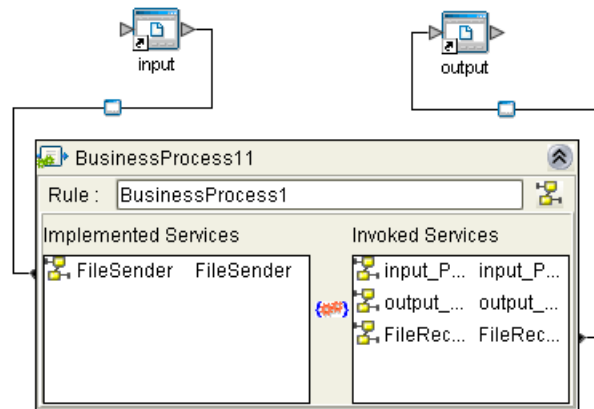 input
output
BusinessProcess11
Rule : BusinessProcess1
Implemented Services
FileSender FileSender
Invoked Services
input_P... input_P...
output_... output_...
FileRec... FileRec...